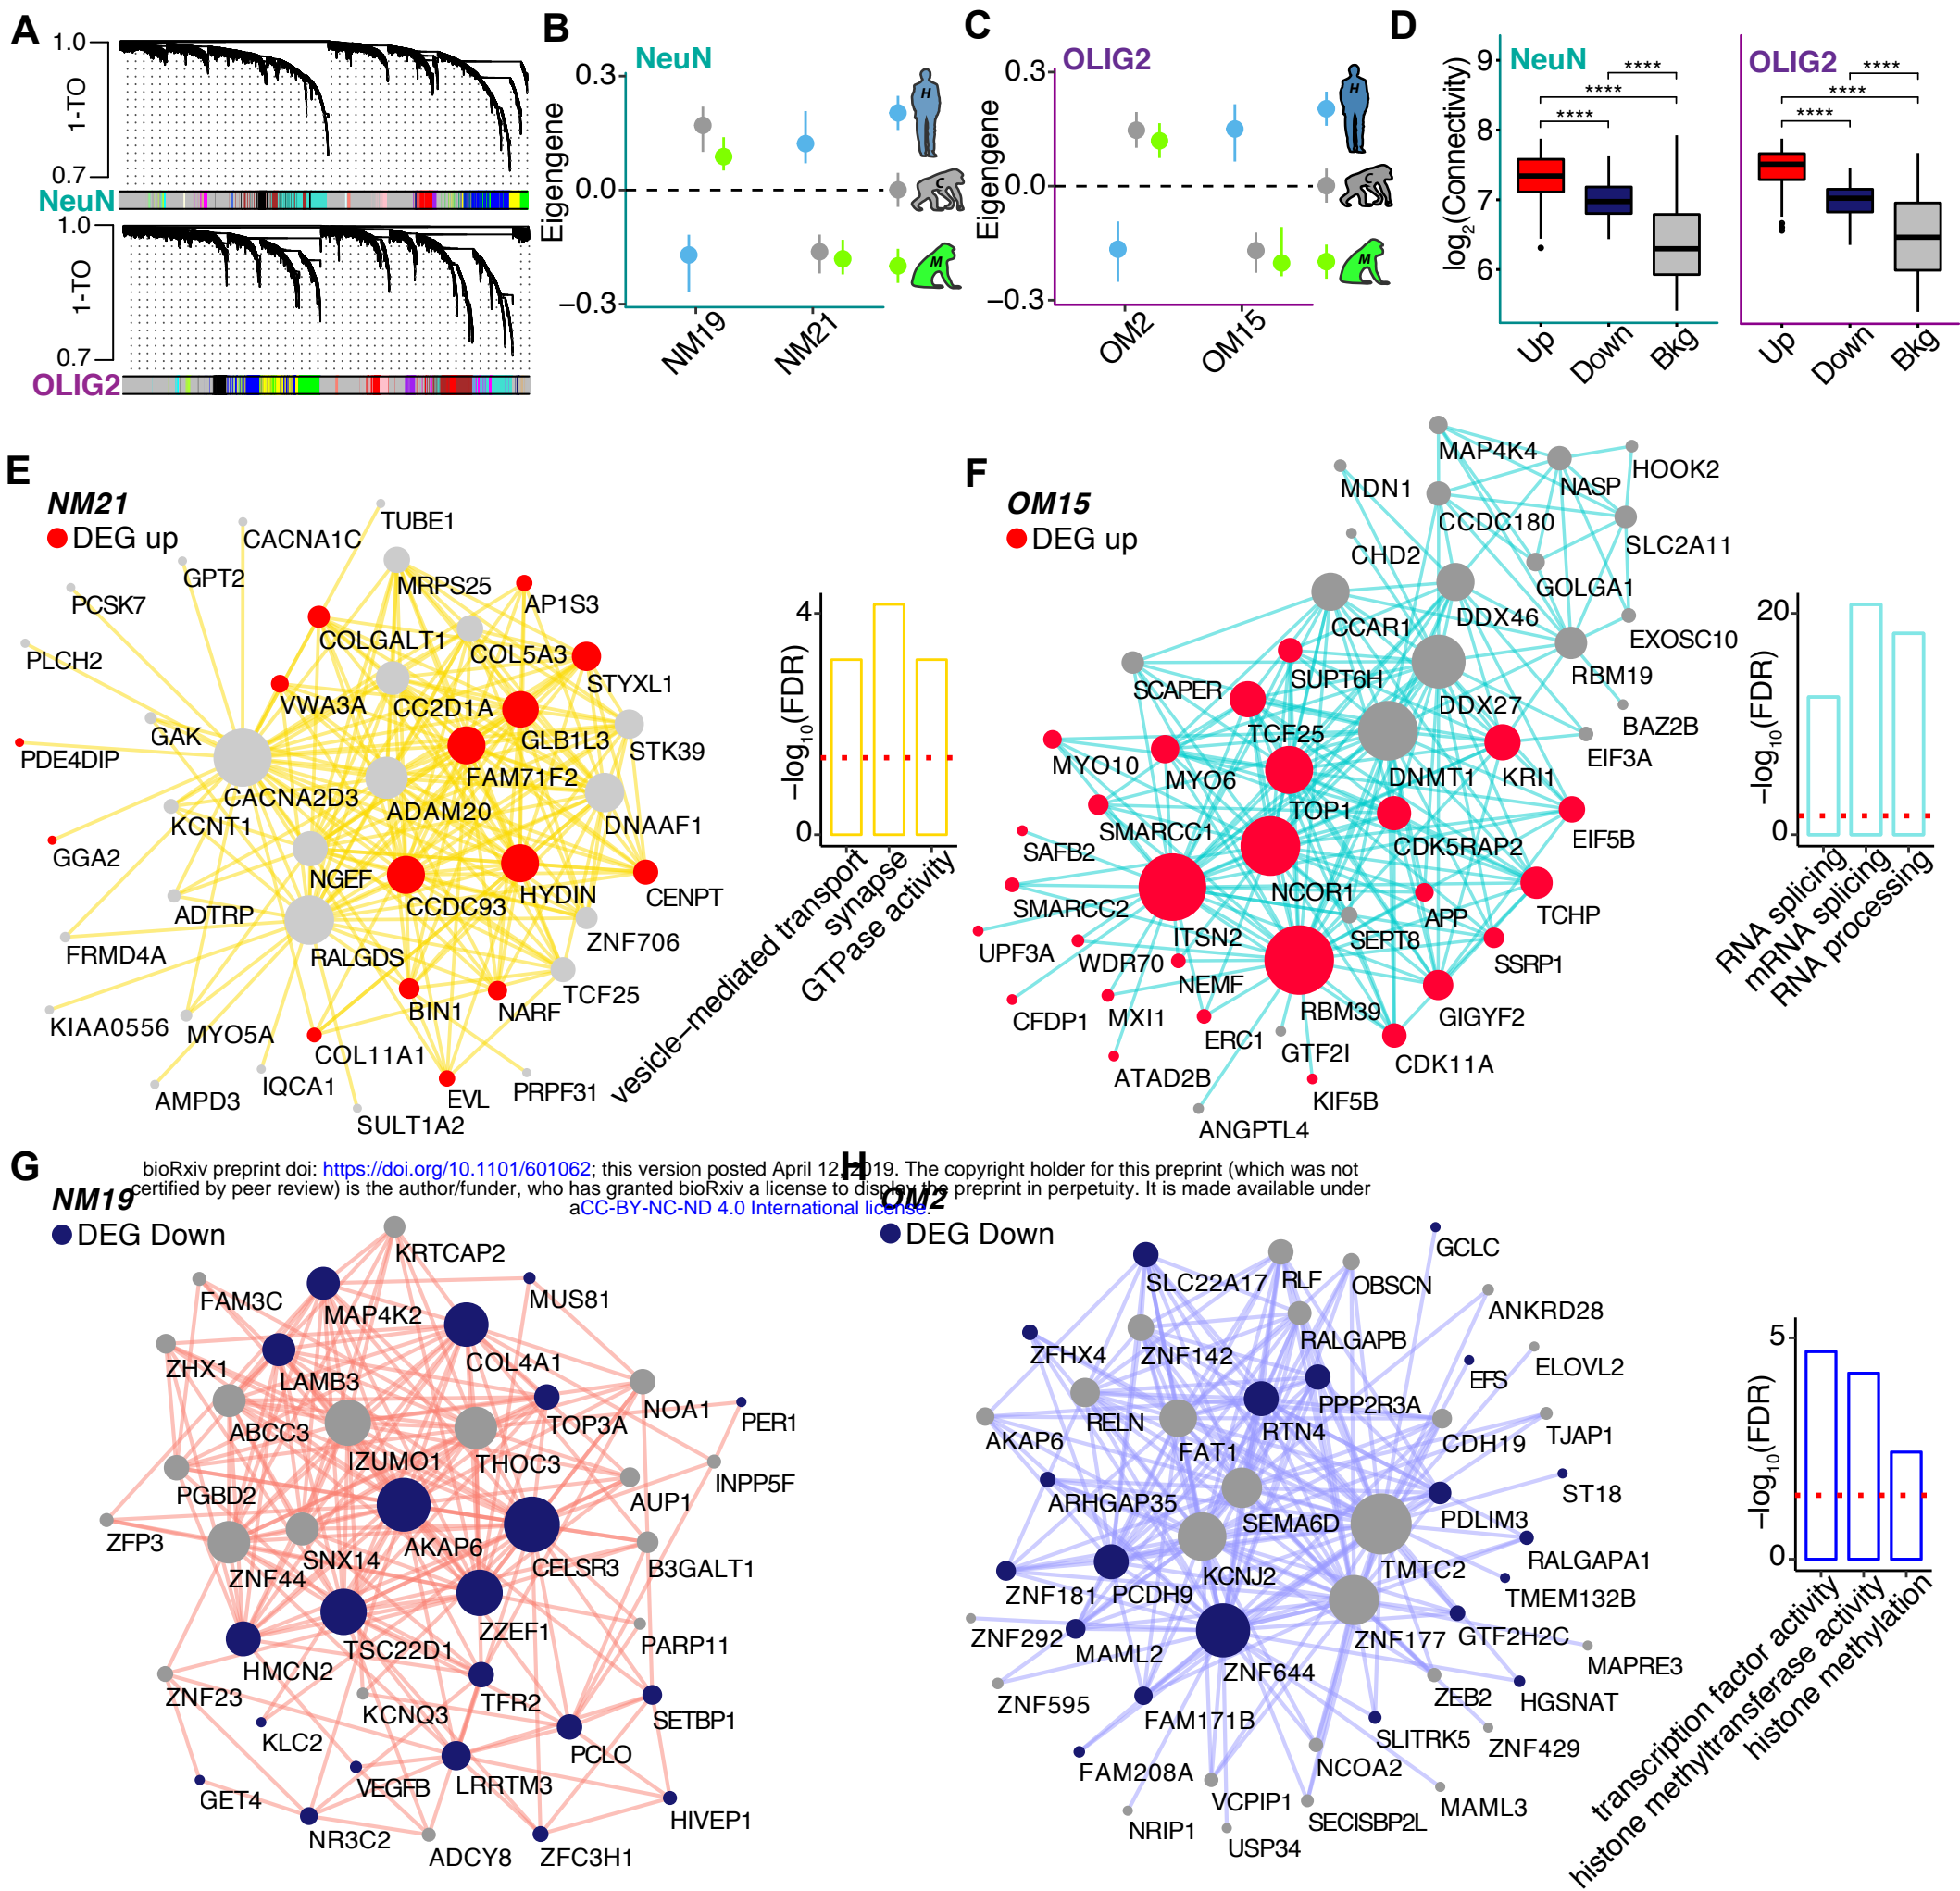 A
1.0
1-TO
0.7
NeuN
1.0
1-TO
0.7
OLIG2
B
NeuN
0.3
0.0
−0.3
Eigengene
NM19
NM21
H
C
M
C
OLIG2
0.3
0.0
−0.3
Eigengene
OM2
OM15
H
C
M
D
NeuN
log2(Connectivity)
9
8
7
6
****
****
****
Up
Down
Bkg
OLIG2
****
****
****
Up
Down
Bkg
E
NM21
DEG up
TUBE1
CACNA1C
GPT2
MRPS25
PCSK7
AP1S3
COLGALT1
COL5A3
PLCH2
STYXL1
VWA3A
CC2D1A
GLB1L3
GAK
STK39
PDE4DIP
FAM71F2
CACNA2D3
ADAM20
KCNT1
DNAAF1
GGA2
NGEF
HYDIN
CENPT
CCDC93
ADTRP
ZNF706
FRMD4A
RALGDS
TCF25
BIN1
NARF
KIAA0556
MYO5A
COL11A1
IQCA1
PRPF31
AMPD3
EVL
SULT1A2
−log10(FDR)
4
0
vesicle−mediated transport
synapse
GTPase activity
F
OM15
DEG up
MAP4K4
HOOK2
MDN1
NASP
CCDC180
SLC2A11
CHD2
GOLGA1
DDX46
CCAR1
EXOSC10
RBM19
SUPT6H
SCAPER
DDX27
BAZ2B
TCF25
EIF3A
MYO10
MYO6
DNMT1
KRI1
TOP1
SMARCC1
CDK5RAP2
EIF5B
SAFB2
NCOR1
SMARCC2
APP
TCHP
ITSN2
SEPT8
UPF3A
WDR70
SSRP1
NEMF
CFDP1
MXI1
RBM39
GIGYF2
ERC1
GTF2I
CDK11A
ATAD2B
KIF5B
ANGPTL4
−log10(FDR)
20
0
RNA splicing
mRNA splicing
RNA processing
bioRxiv preprint doi: https://doi.org/10.1101/601062; this version posted April 12, 2019. The copyright holder for this preprint (which was not
certified by peer review) is the author/funder, who has granted bioRxiv a license to display the preprint in perpetuity. It is made available under
aCC-BY-NC-ND 4.0 International license.
G
NM19
DEG Down
KRTCAP2
FAM3C
MUS81
MAP4K2
COL4A1
ZHX1
LAMB3
NOA1
PER1
TOP3A
ABCC3
IZUMO1
THOC3
INPP5F
PGBD2
AUP1
ZFP3
AKAP6
SNX14
CELSR3
B3GALT1
ZNF44
ZZEF1
PARP11
TSC22D1
HMCN2
ZNF23
TFR2
KCNQ3
SETBP1
KLC2
PCLO
VEGFB
LRRTM3
GET4
HIVEP1
NR3C2
ADCY8
ZFC3H1
H
OM2
DEG Down
GCLC
SLC22A17
RLF
OBSCN
ANKRD28
RALGAPB
ZFHX4
ZNF142
ELOVL2
EFS
PPP2R3A
RELN
RTN4
TJAP1
AKAP6
FAT1
CDH19
ST18
ARHGAP35
SEMA6D
PDLIM3
RALGAPA1
TMTC2
KCNJ2
ZNF181
PCDH9
TMEM132B
ZNF292
GTF2H2C
MAML2
ZNF177
MAPRE3
ZNF644
ZNF595
ZEB2
HGSNAT
FAM171B
SLITRK5
ZNF429
NCOA2
FAM208A
VCPIP1
MAML3
SECISBP2L
NRIP1
USP34
−log10(FDR)
5
0
transcription factor activity
histone methyltransferase activity
histone methylation